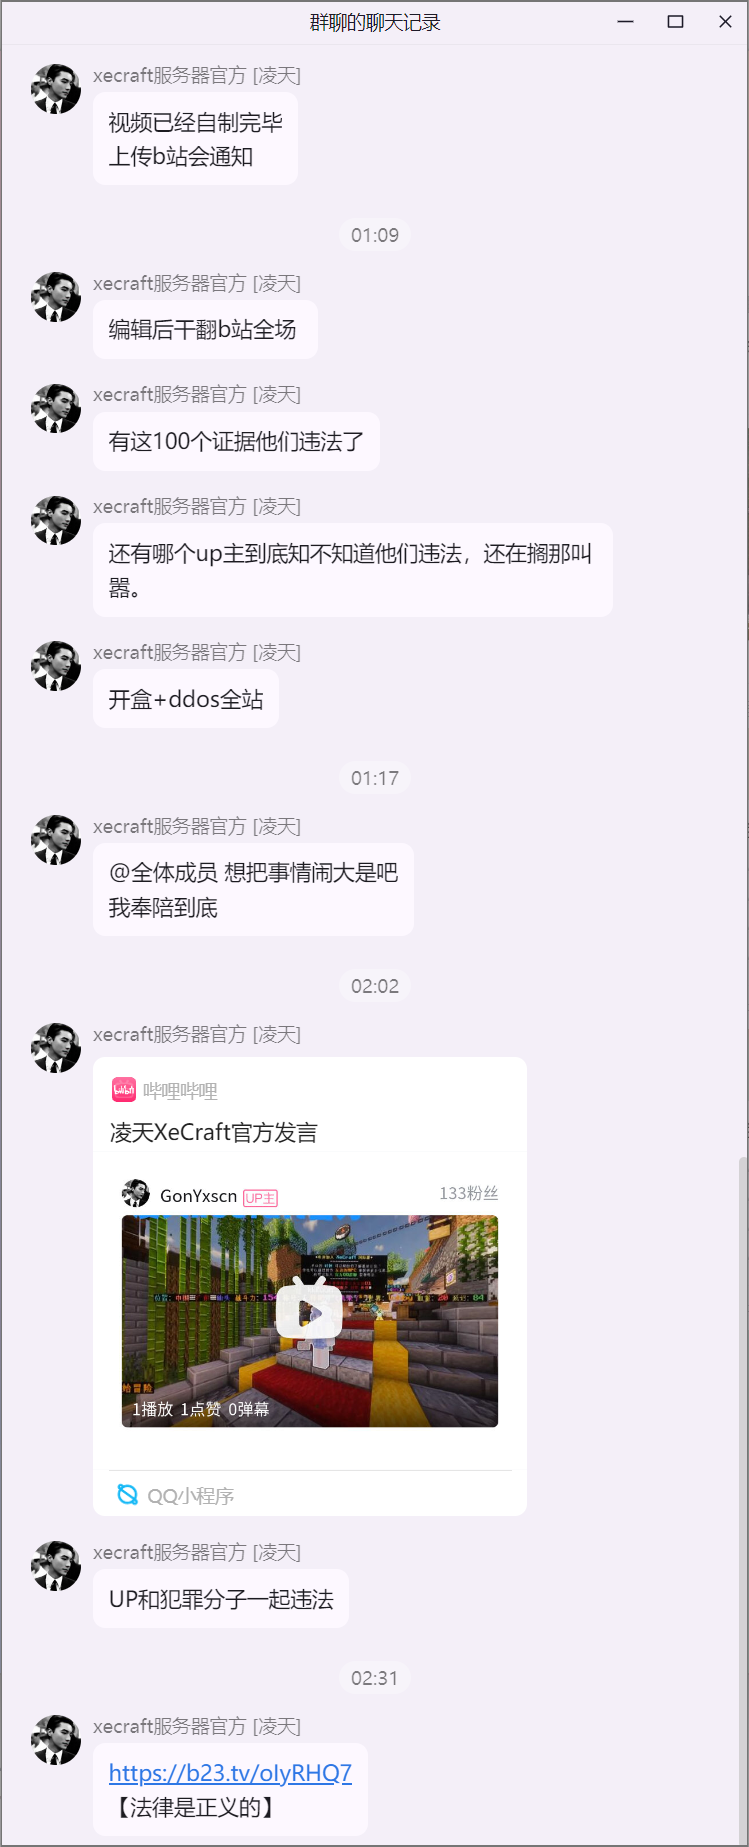 群聊的聊天记录
xecraft服务器官方 [凌天]
视频已经自制完毕
上传b站会通知
01:09
xecraft服务器官方 [凌天]
编辑后干翻b站全场
xecraft服务器官方 [凌天]
有这100个证据他们违法了
xecraft服务器官方 [凌天]
还有哪个up主到底知不知道他们违法，还在搁那叫
嚣。
xecraft服务器官方 [凌天]
开盒+ddos全站
01:17
xecraft服务器官方 [凌天]
@全体成员 想把事情闹大是吧
我奉陪到底
02:02
xecraft服务器官方 [凌天]
哔哩哔哩
凌天XeCraft官方发言
GonYxscn UP主
133粉丝
1播放 1点赞 0弹幕
QQ小程序
xecraft服务器官方 [凌天]
UP和犯罪分子一起违法
02:31
xecraft服务器官方 [凌天]
https://b23.tv/oIyRHQ7
【法律是正义的】